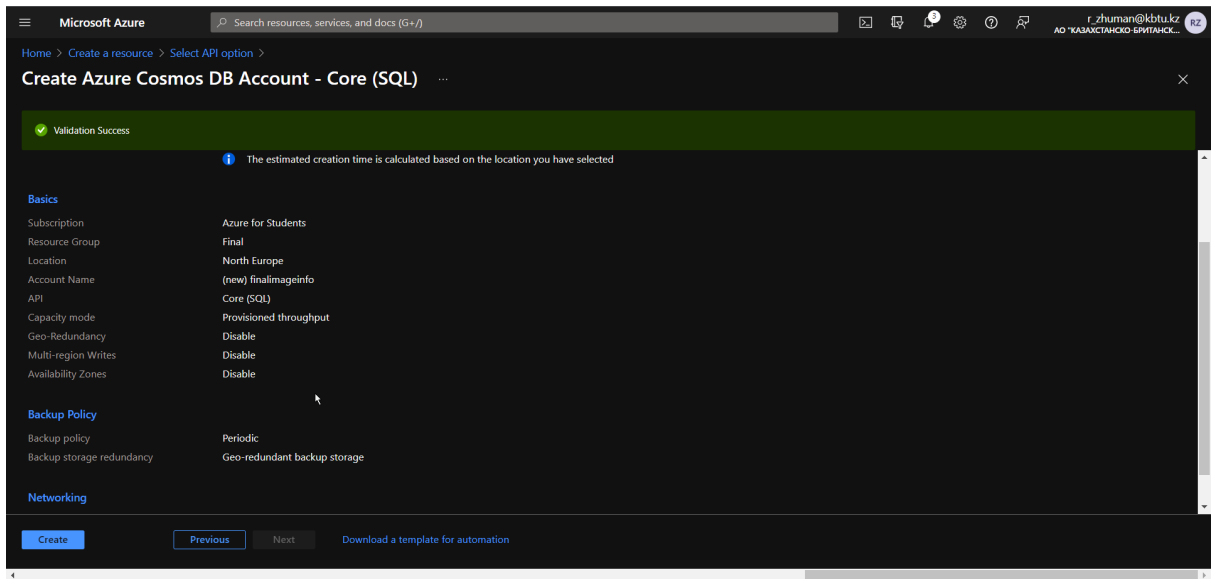 Microsoft Azure
Search resources, services, and docs (G+/)
3
r_zhuman@kbtu.kz
АО "КАЗАХСТАНСКО-БРИТАНСК...
RZ
Home > Create a resource > Select API option >
Create Azure Cosmos DB Account - Core (SQL) ...
Validation Success
The estimated creation time is calculated based on the location you have selected
Basics
Subscription Azure for Students
Resource Group Final
Location North Europe
Account Name (new) finalimageinfo
API Core (SQL)
Capacity mode Provisioned throughput
Geo-Redundancy Disable
Multi-region Writes Disable
Availability Zones Disable
Backup Policy
Backup policy Periodic
Backup storage redundancy Geo-redundant backup storage
Networking
Create Previous Next Download a template for automation